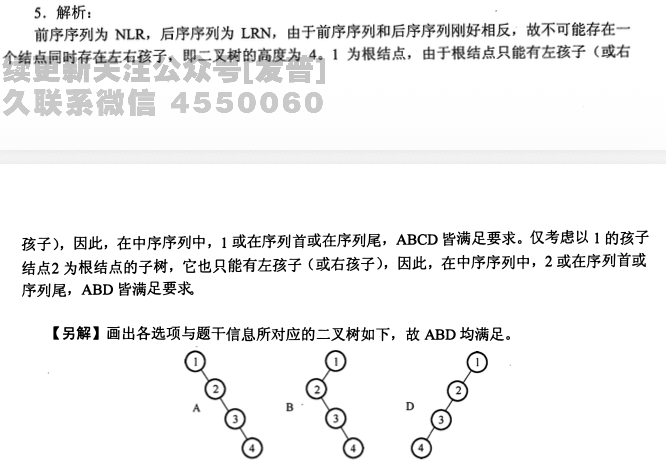 5．解析：
前序序列为 NLR，后序序列为 LRN，由于前序序列和后序序列刚好相反，故不可能存在一
个结点同时存在左右孩子，即二叉树的高度为 4。1 为根结点，由于根结点只能有左孩子（或右
续更新关注公众号[友晋]
久联系微信 4550060
孩子），因此，在中序序列中，1 或在序列首或在序列尾，ABCD 皆满足要求。仅考虑以 1 的孩子
结点2 为根结点的子树，它也只能有左孩子（或右孩子），因此，在中序序列中，2 或在序列首或
序列尾，ABD 皆满足要求。
【另解】画出各选项与题干信息所对应的二叉树如下，故 ABD 均满足。
1 1 1
2 2 2
A B D
3 3 3
4 4 4